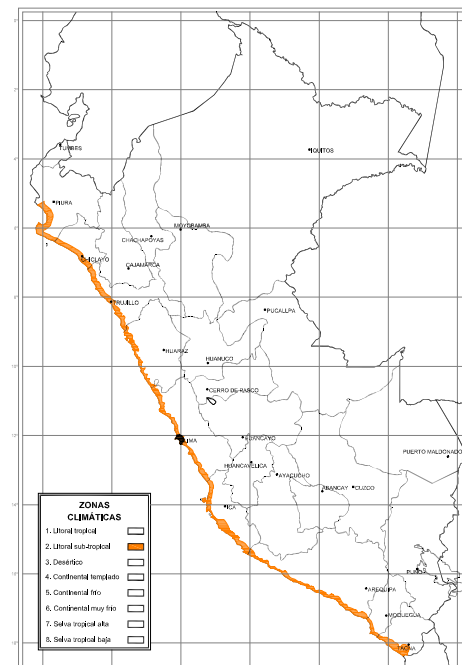 TUMBES
IQUITOS
PIURA
MOYOBAMBA
CHACHAPOYAS
CHICLAYO
CAJAMARCA
TRUJILLO
PUCALLPA
HUARAZ
HUANUCO
CERRO DE PASCO
LIMA
HUANCAYO
PUERTO MALDONADO
HUANCAVELICA
AYACUCHO
ABANCAY
CUZCO
ICA
ZONAS
CLIMÁTICAS
1. Litoral tropical
2. Litoral sub-tropical
3. Desértico
4. Continental templado
5. Continental frío
6. Continental muy frío
7. Selva tropical alta
8. Selva tropical baja
PUNO
AREQUIPA
MOQUEGUA
TACNA